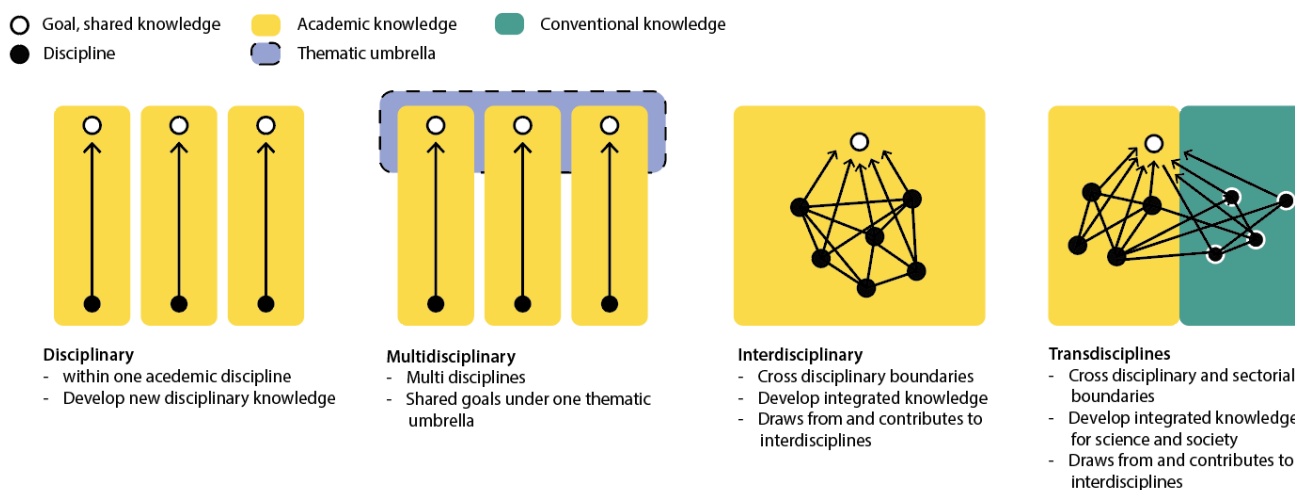 Goal, shared knowledge
Academic knowledge
Conventional knowledge
Discipline
Thematic umbrella
Disciplinary
- within one acedemic discipline
- Develop new disciplinary knowledge
Multidisciplinary
- Multi disciplines
- Shared goals under one thematic
umbrella
Interdisciplinary
- Cross disciplinary boundaries
- Develop integrated knowledge
- Draws from and contributes to
interdisciplines
Transdisciplines
- Cross disciplinary and sectorial
boundaries
- Develop integrated knowledge
for science and society
- Draws from and contributes to
interdisciplines